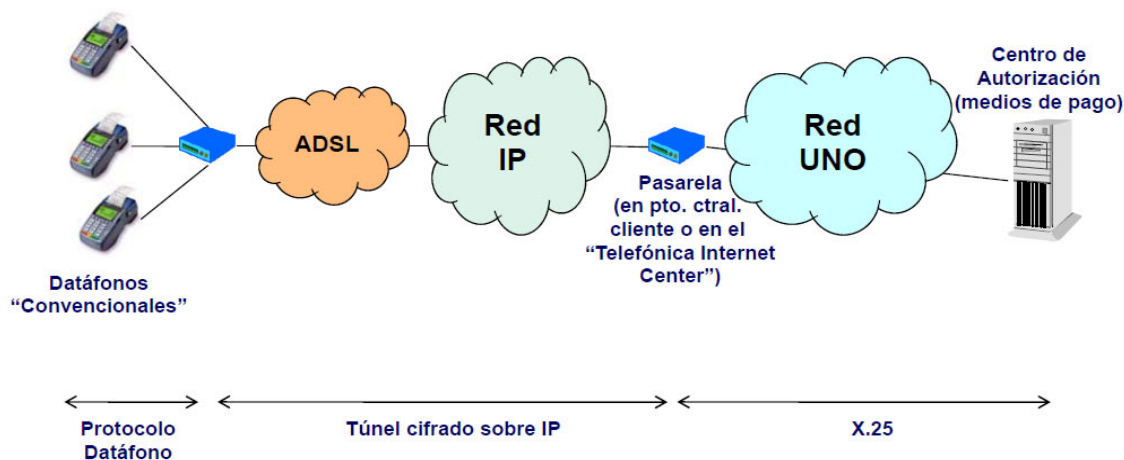 Centro de
Autorización
(medios de pago)
ADSL
Red
IP
Red
UNO
Pasarela
(en pto. ctral.
cliente o en el
“Telefónica Internet
Center”)
Datáfonos
“Convencionales”
Protocolo
Datáfono
Túnel cifrado sobre IP
X.25